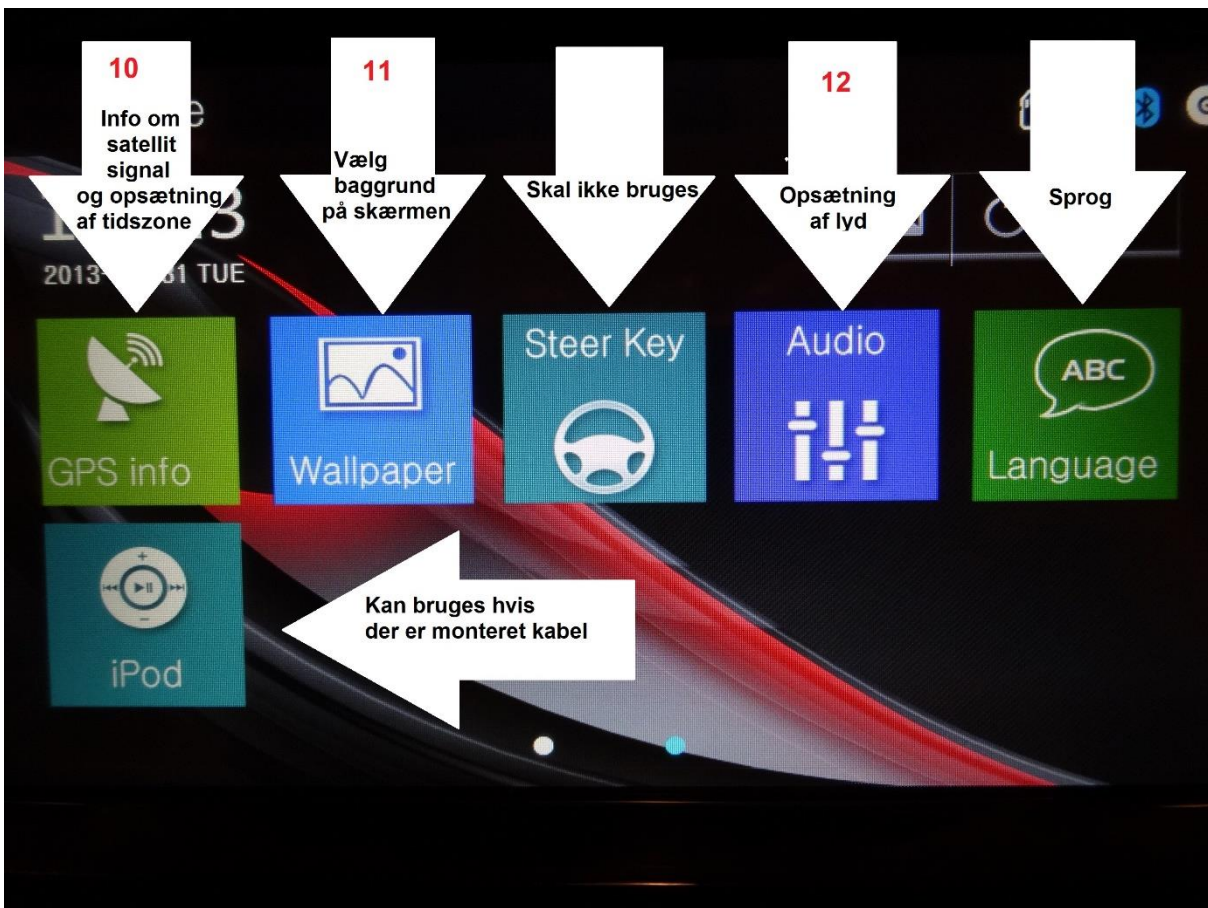 10
11
12
Info om
satellit
signal
og opsætning
af tidszone
Vælg
baggrund
på skærmen
Skal ikke bruges
Opsætning
af lyd
Sprog
TUE
GPS info
Wallpaper
Steer Key
Audio
ABC
Language
iPod
Kan bruges hvis
der er monteret kabel